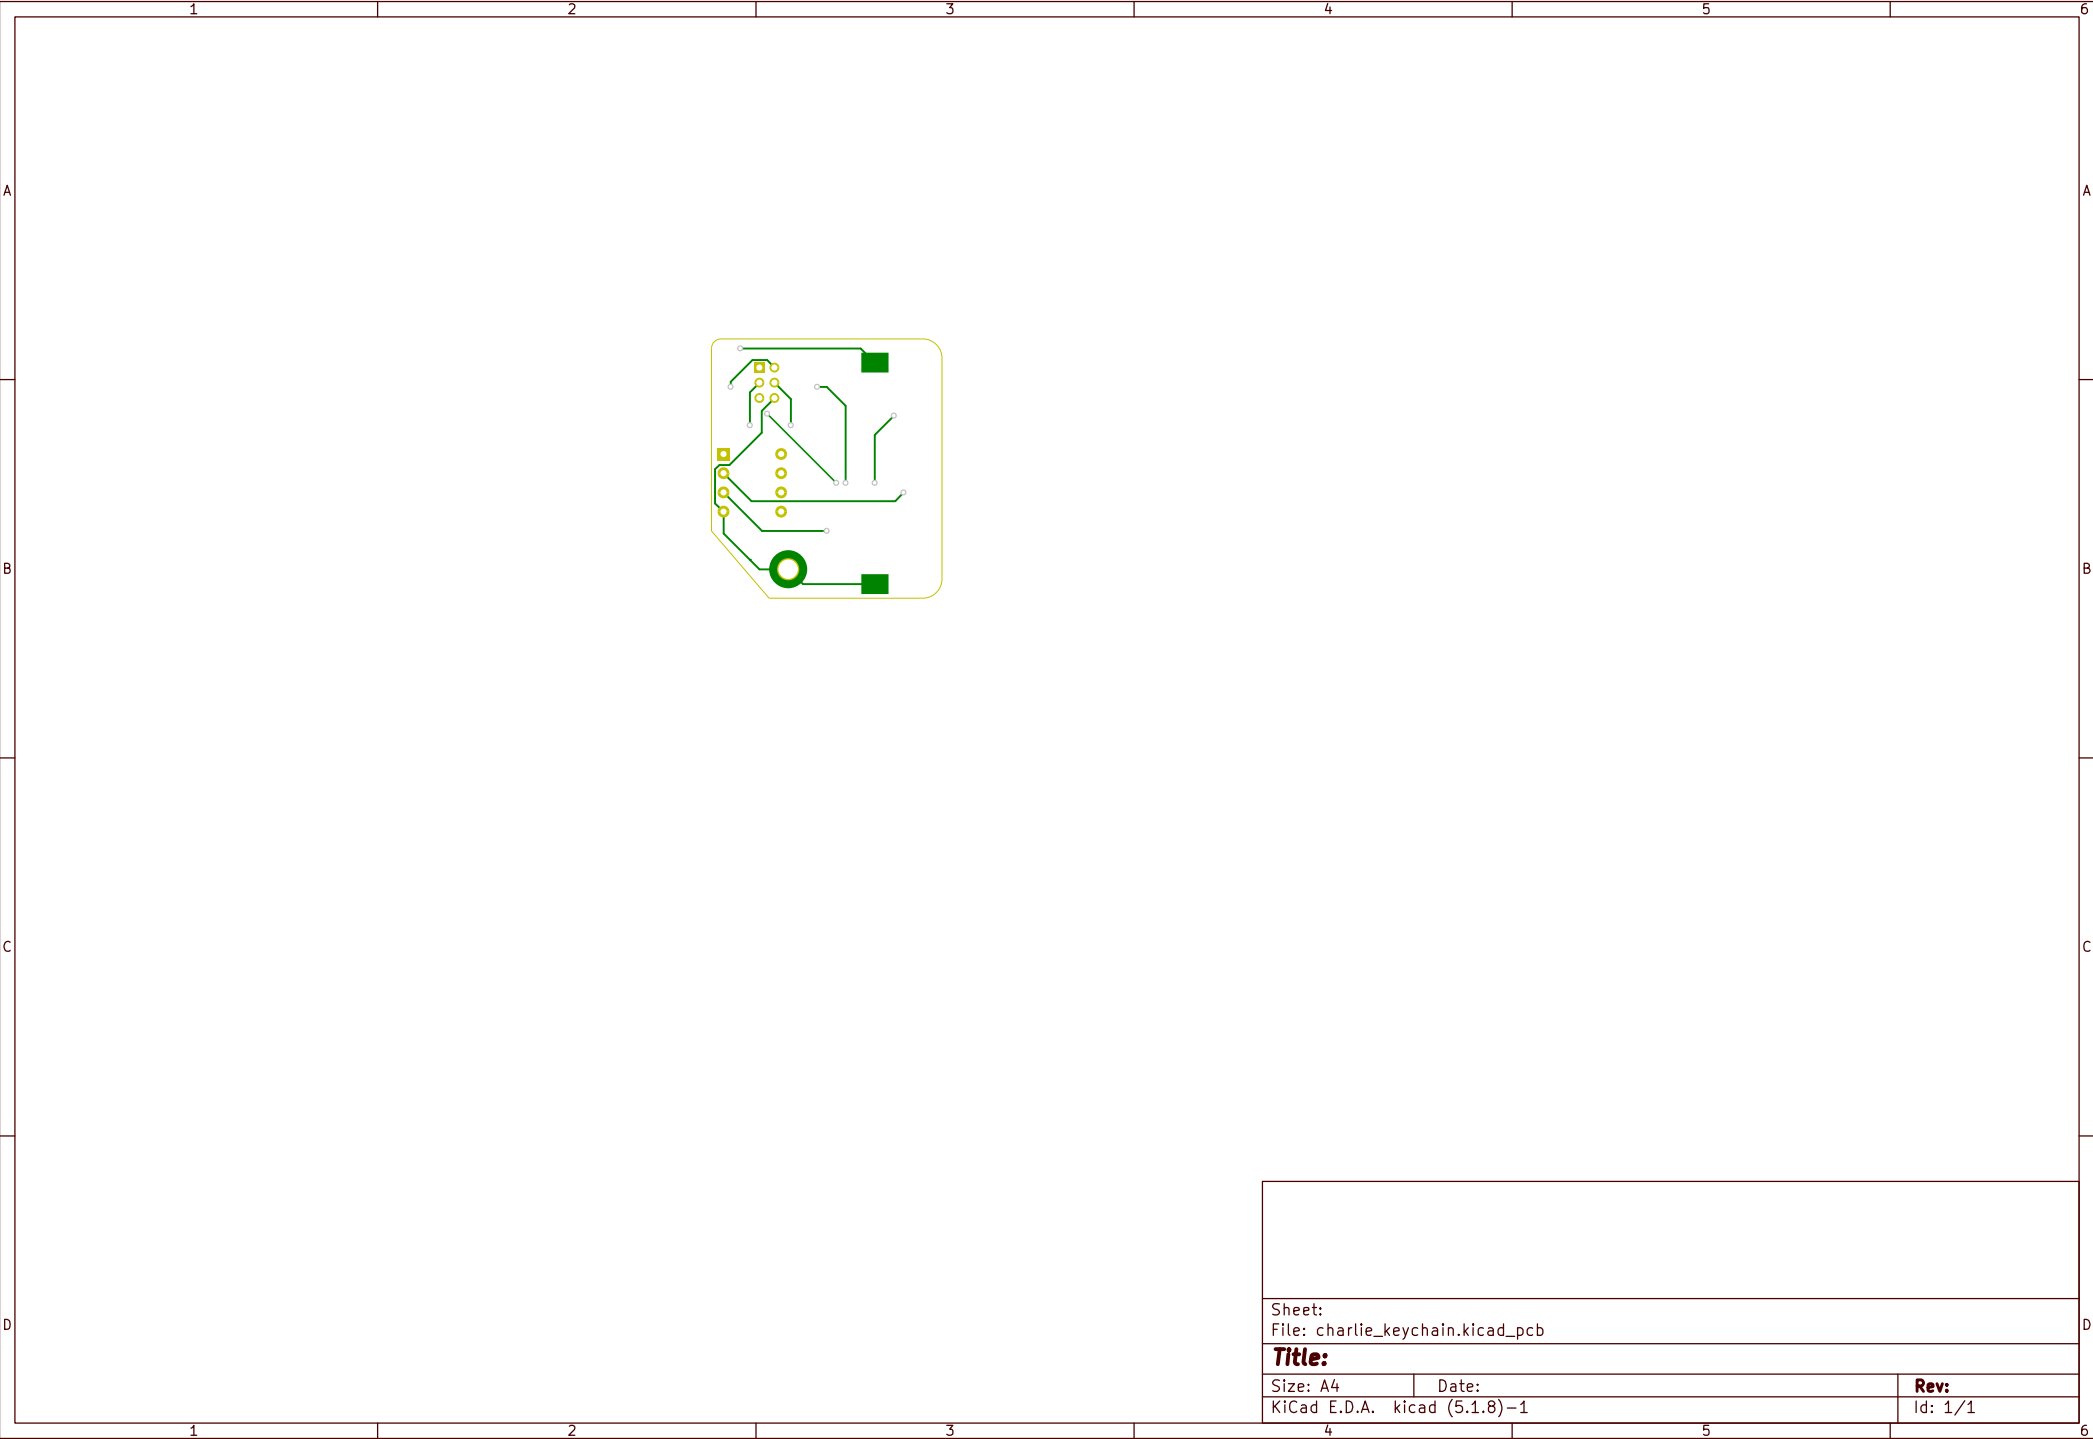 1 2 3 4 5 6
A A
B B
C C
Sheet:
File: charlie_keychain.kicad_pcb
D D
Title:
Size: A4 Date: Rev:
KiCad E.D.A. kicad (5.1.8)-1 Id: 1/1
1 2 3 4 5 6